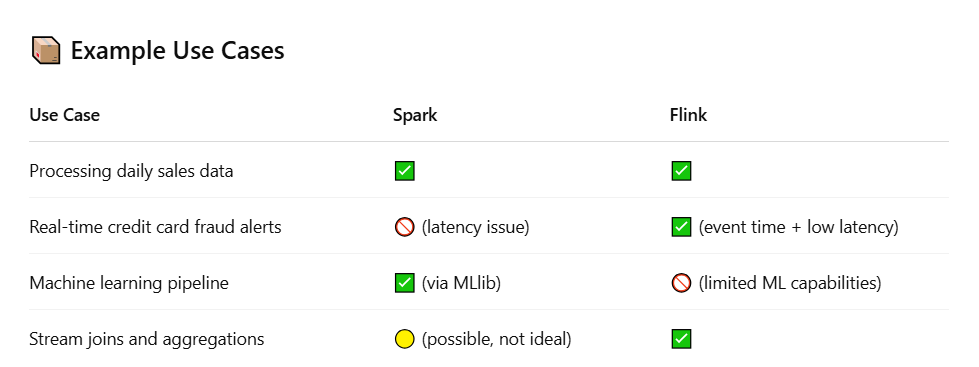 📦 Example Use Cases
Use Case Spark Flink
Processing daily sales data ✅ ✅
Real-time credit card fraud alerts 🚫 (latency issue) ✅ (event time + low latency)
Machine learning pipeline ✅ (via MLlib) 🚫 (limited ML capabilities)
Stream joins and aggregations 🟡 (possible, not ideal) ✅